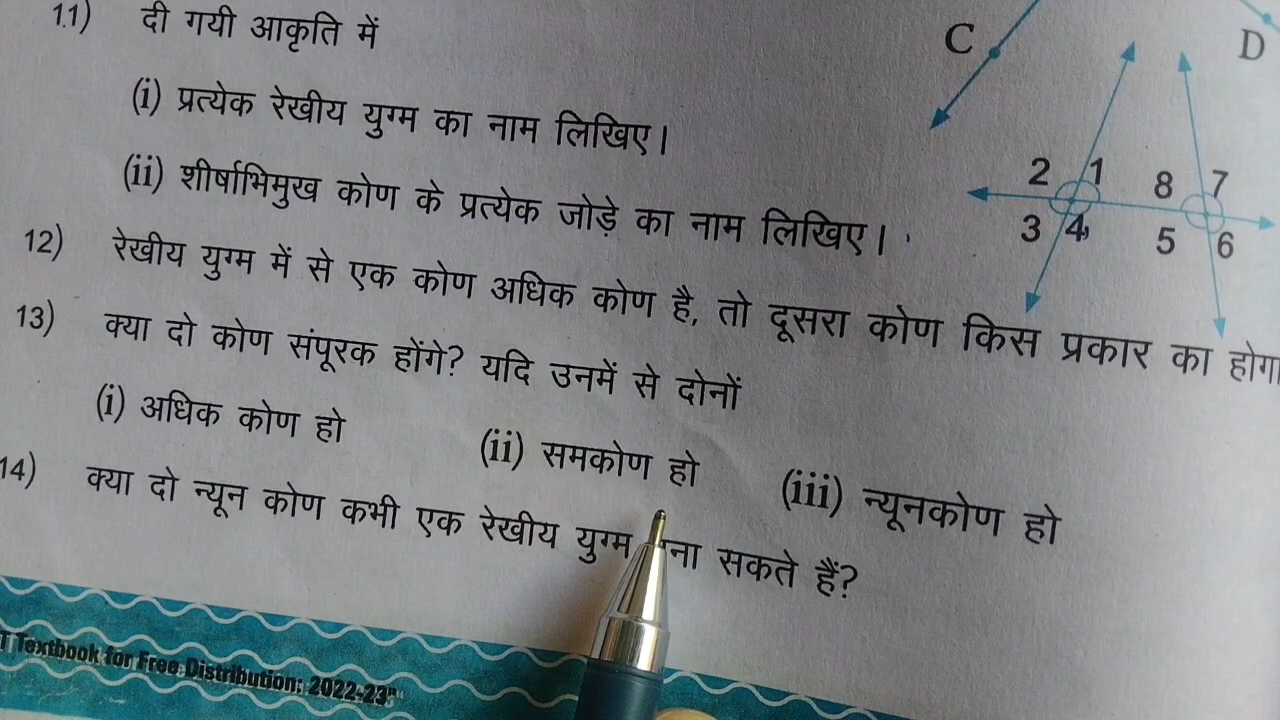 11) दी गयी आकृति में
(i) प्रत्येक रेखीय युग्म का नाम लिखिए।
(ii) शीर्षाभिमुख कोण के प्रत्येक जोड़े का नाम लिखिए।
C D
2 1 8 7
3 4 5 6
12) रेखीय युग्म में से एक कोण अधिक कोण है, तो दूसरा कोण किस प्रकार का होगा
13) क्या दो कोण संपूरक होंगे? यदि उनमें से दोनों
(i) अधिक कोण हो (ii) समकोण हो (iii) न्यूनकोण हो
14) क्या दो न्यून कोण कभी एक रेखीय युग्म सकते हैं?
T Textbook for Free Distribution: 2022-23"